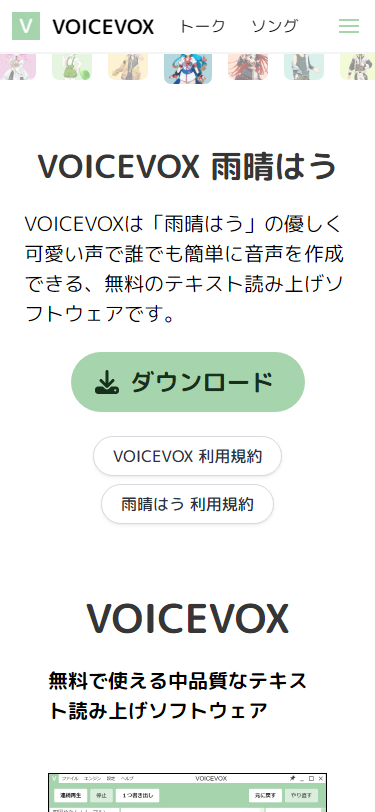 V VOICEVOX トーク ソング
VOICEVOX 雨晴はう
VOICEVOXは「雨晴はう」の優しく
可愛い声で誰でも簡単に音声を作成
できる、無料のテキスト読み上げソ
フトウェアです。
ダウンロード
VOICEVOX 利用規約
雨晴はう 利用規約
VOICEVOX
無料で使える中品質なテキス
ト読み上げソフトウェア
V ファイル エンジン 設定 ヘルプ VOICEVOX
連続再生 停止 1つ書き出し 元に戻す やり直す